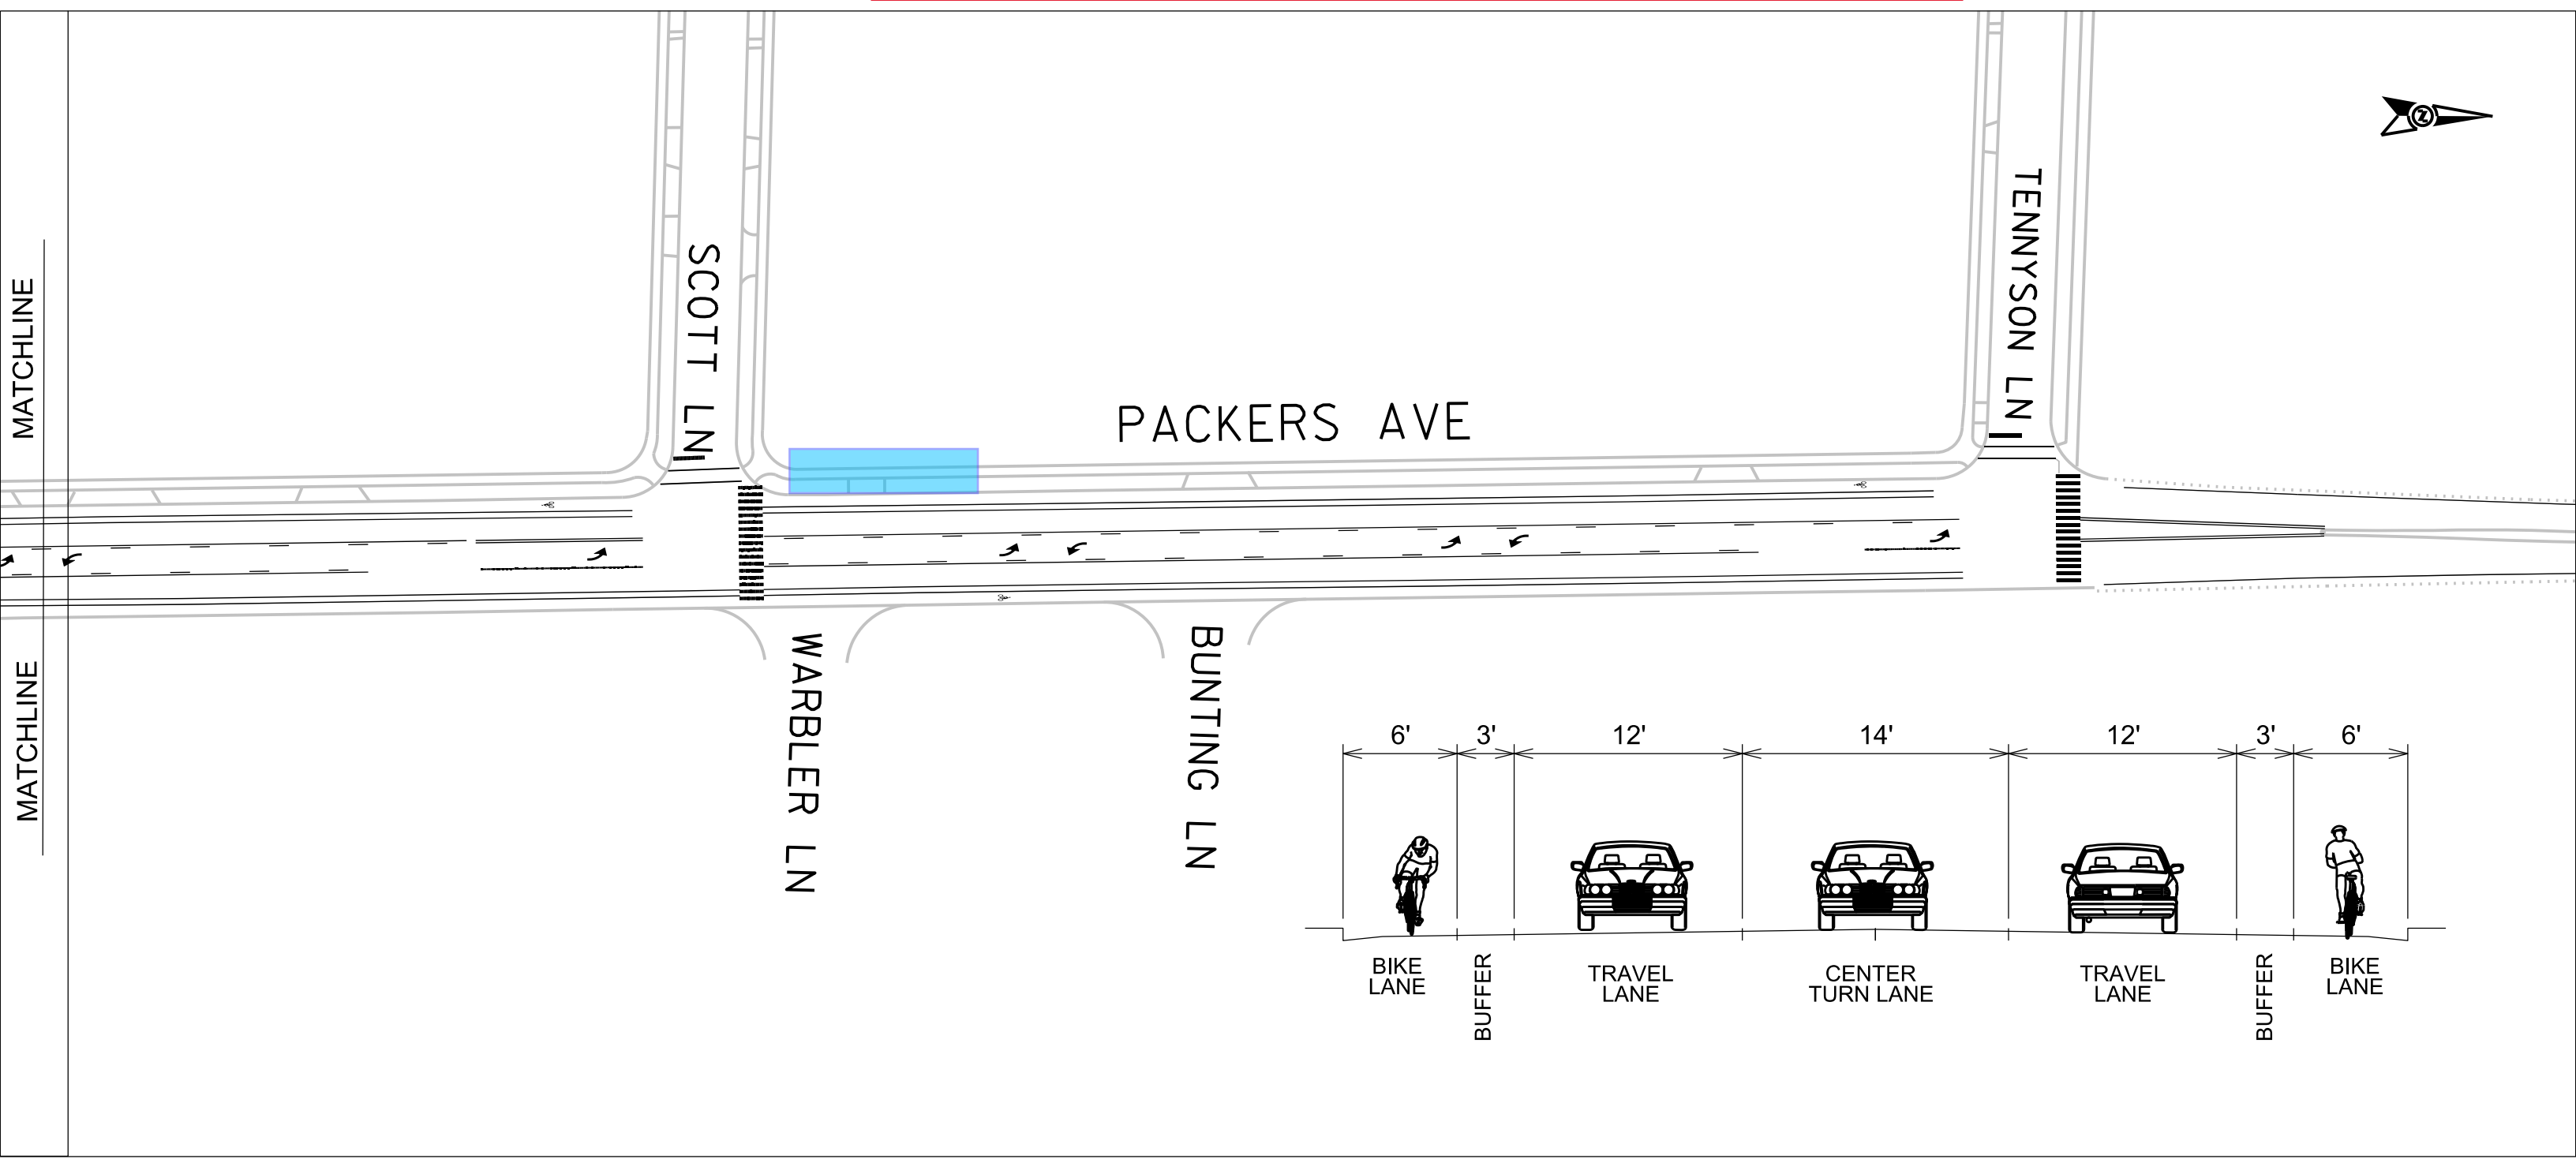 MATCHLINE
MATCHLINE
SCOTT LN
TENNYSON LN
Z
PACKERS AVE
WARBLER LN
BUNTING LN
6' 3' 12' 14' 12' 3' 6'
BIKE
LANE
BUFFER
TRAVEL
LANE
CENTER
TURN LANE
TRAVEL
LANE
BUFFER
BIKE
LANE